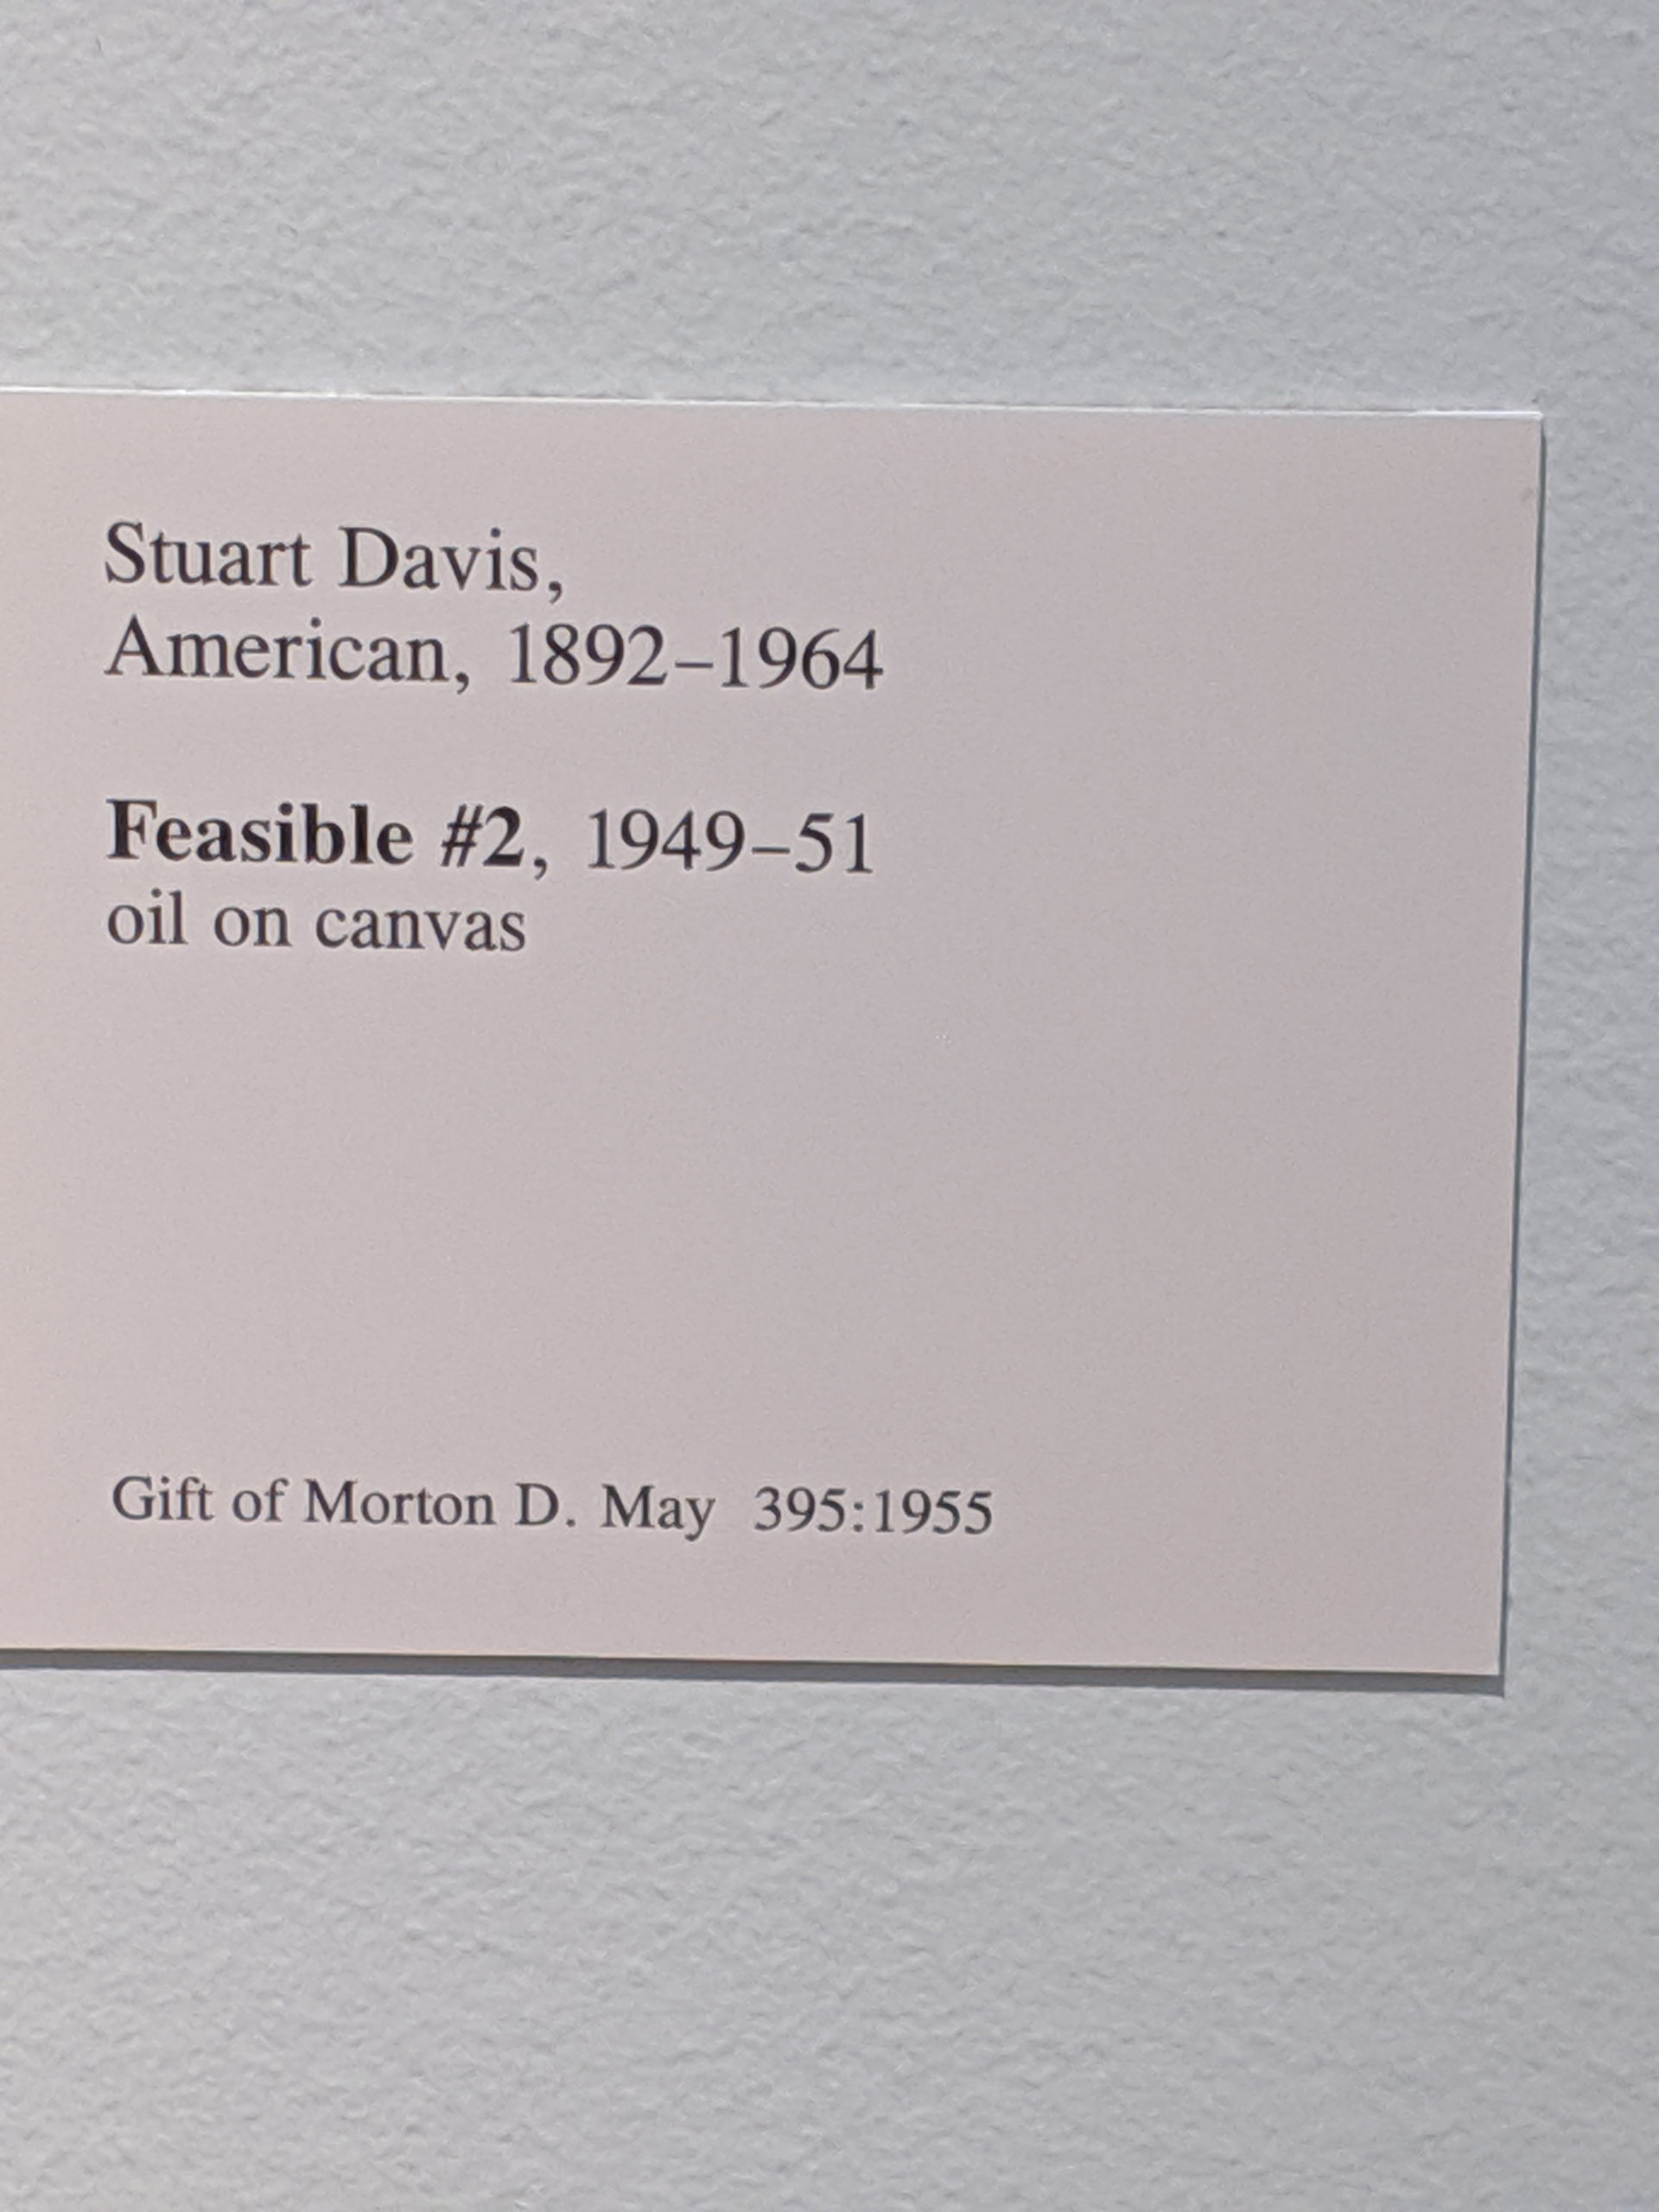 Stuart Davis,
American, 1892–1964
Feasible #2, 1949–51
oil on canvas
Gift of Morton D. May 395:1955